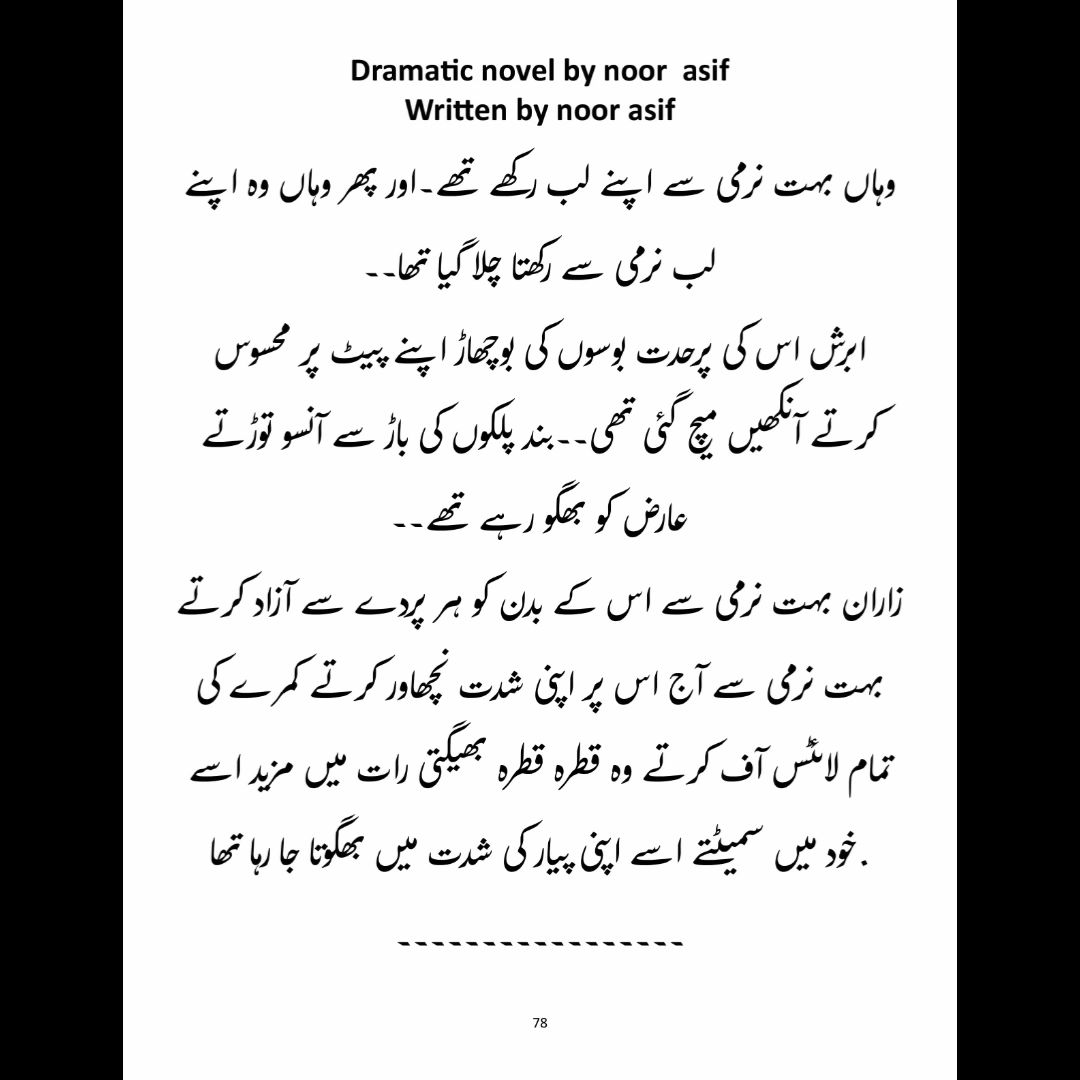 Dramatic novel by noor  asif
Written by noor asif
وہاں بہت نرمی سے اپنے لب رکھے تھے۔اور پھر وہاں وہ اپنے
لب نرمی سے رکھتا چلا گیا تھا۔۔
ابرش اس کی پرحدت بوسوں کی بوچھاڑ اپنے پیٹ پر محسوس
کرتے آنکھیں میچ گئی تھی۔۔بند پلکوں کی باڑ سے آنسو توڑتے
عارض کو بھگو رہے تھے۔۔
زاران بہت نرمی سے اس کے بدن کو ہر پردے سے آزاد کرتے
بہت نرمی سے آج اس پر اپنی شدت نچھاور کرتے کمرے کی
تمام لائٹس آف کرتے وہ قطرہ قطرہ بھیگتی رات میں مزید اسے
.خود میں سمیٹتے اسے اپنی پیار کی شدت میں بھگوتا جا رہا تھا
۔۔۔۔۔۔۔۔۔۔۔۔۔۔۔۔۔
78